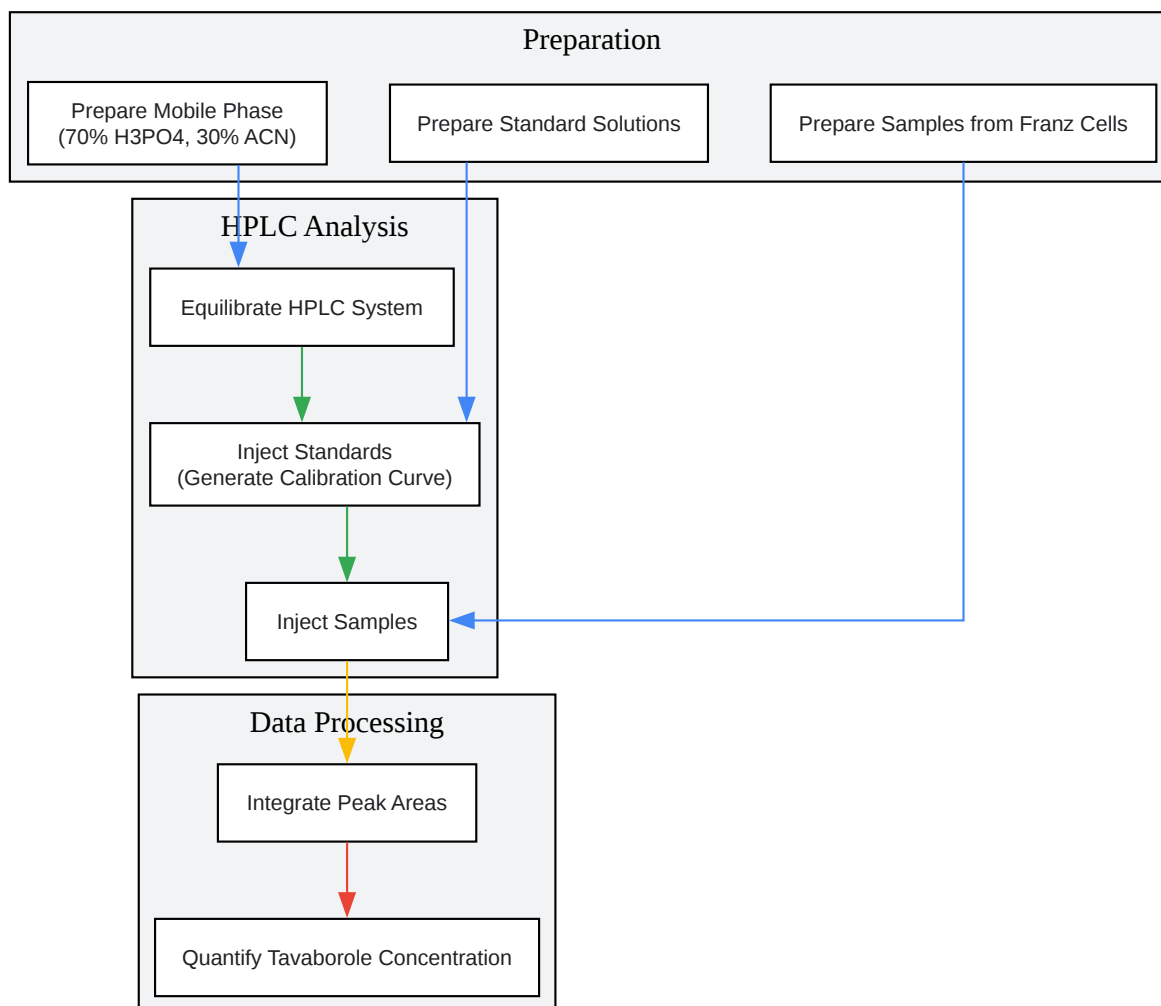 Preparation
Prepare Mobile Phase
(70% H3PO4, 30% ACN)
Prepare Standard Solutions
Prepare Samples from Franz Cells
HPLC Analysis
Equilibrate HPLC System
Inject Standards
(Generate Calibration Curve)
Inject Samples
Data Processing
Integrate Peak Areas
Quantify Tavaborole Concentration